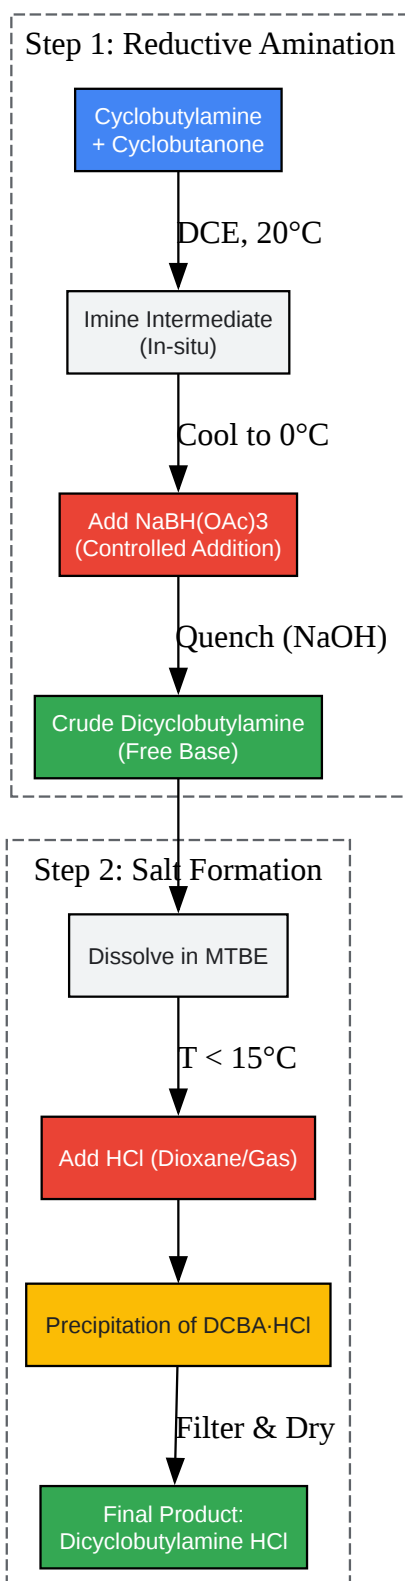 Step 1: Reductive Amination
Cyclobutylamine
+ Cyclobutanone
DCE, 20°C
Imine Intermediate
(In-situ)
Cool to 0°C
Add NaBH(OAc)3
(Controlled Addition)
Quench (NaOH)
Crude Dicyclobutylamine
(Free Base)
Step 2: Salt Formation
Dissolve in MTBE
T < 15°C
Add HCl (Dioxane/Gas)
Precipitation of DCBA·HCl
Filter & Dry
Final Product:
Dicyclobutylamine HCl